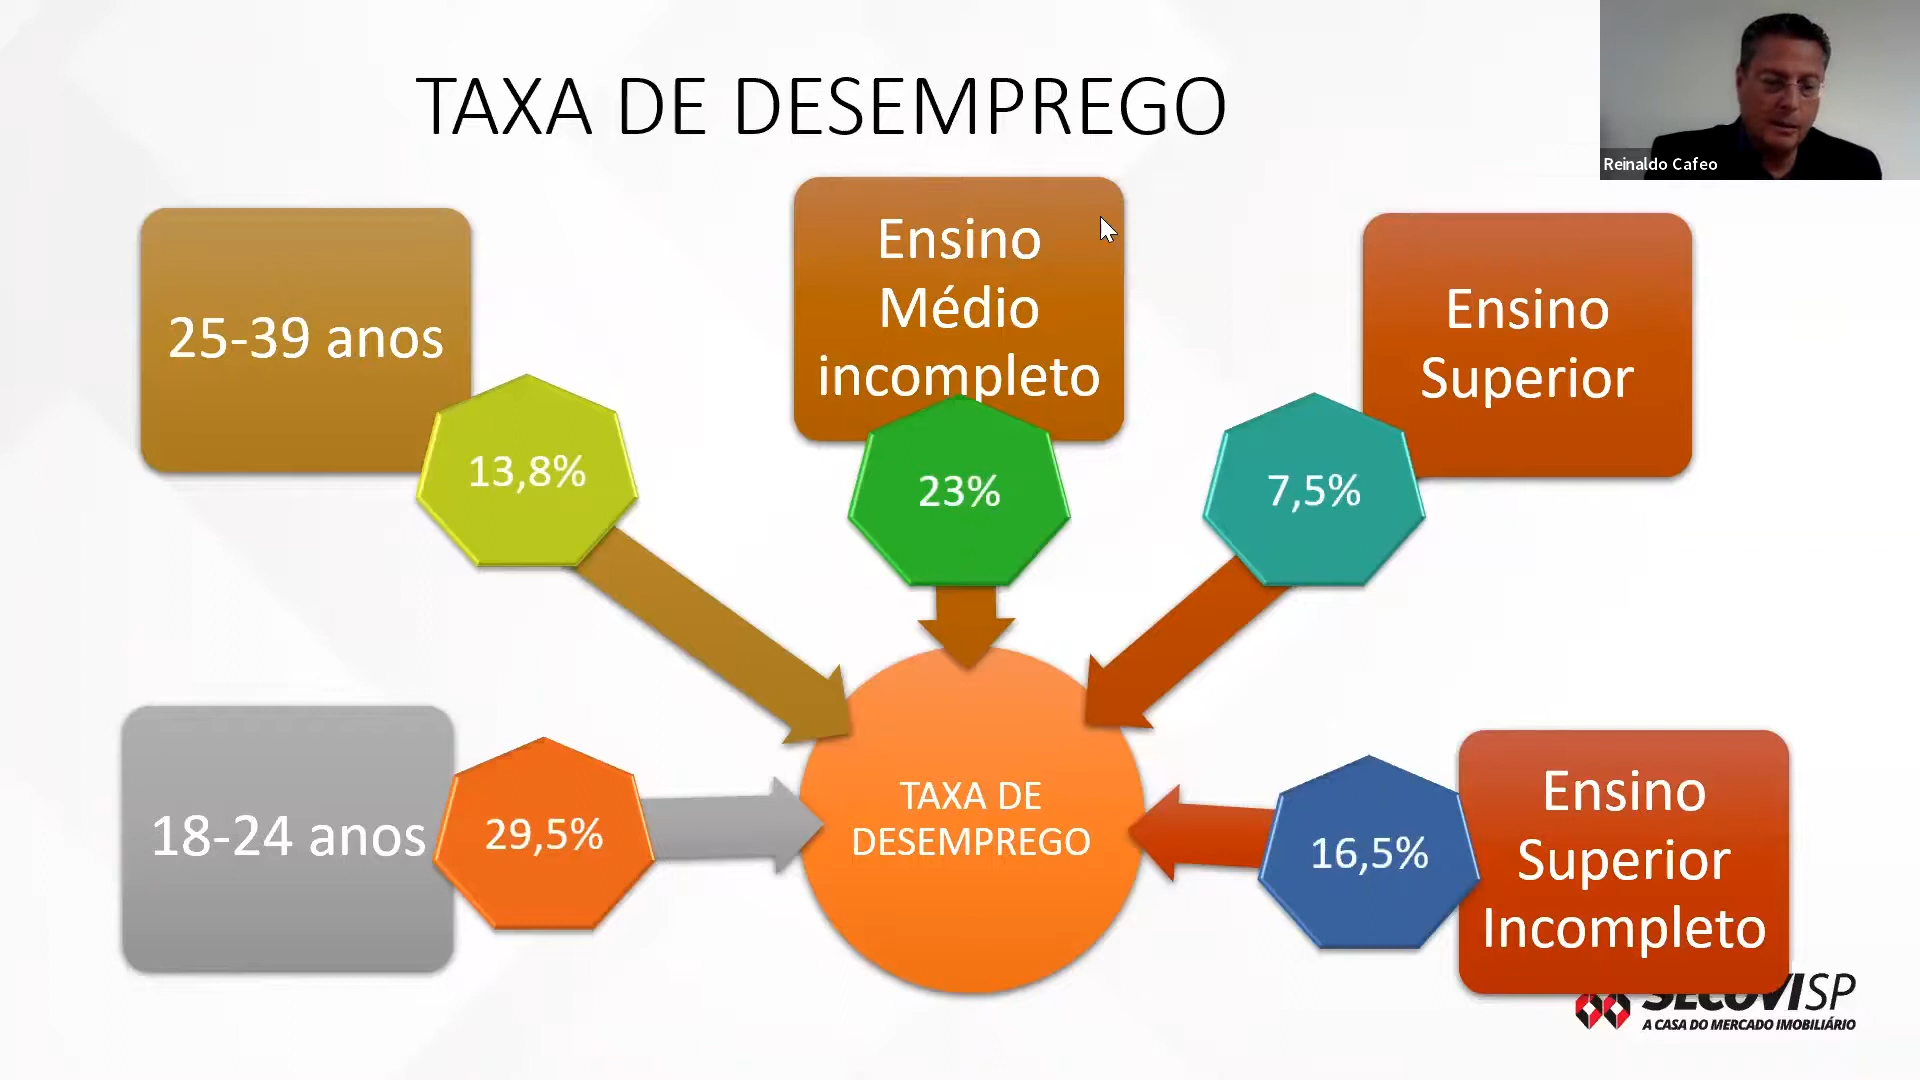 TAXA DE DESEMPREGO
Reinaldo Cafeo
25-39 anos
13,8%
Ensino
Médio
incompleto
23%
Ensino
Superior
7,5%
18-24 anos
29,5%
TAXA DE
DESEMPREGO
16,5%
Ensino
Superior
Incompleto
SECOVISP
A CASA DO MERCADO IMOBILIÁRIO